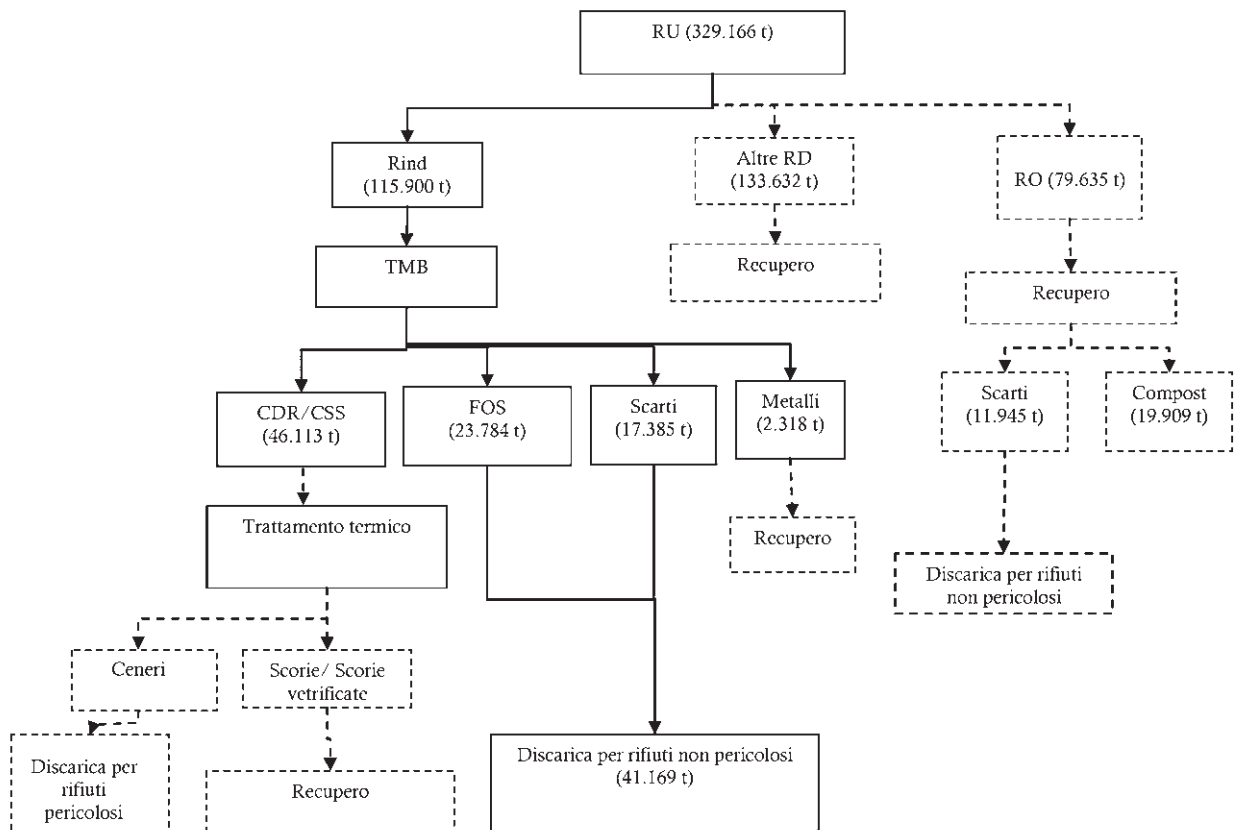 RU (329.166 t)
Rind
(115.900 t)
Altre RD
(133.632 t)
RO (79.635 t)
TMB
Recupero
Recupero
CDR/CSS
(46.113 t)
FOS
(23.784 t)
Scarti
(17.385 t)
Metalli
(2.318 t)
Scarti
(11.945 t)
Compost
(19.909 t)
Trattamento termico
Recupero
Discarica per rifiuti
non pericolosi
Ceneri
Scorie/ Scorie
vetrificate
Discarica per
rifiuti
pericolosi
Recupero
Discarica per rifiuti non pericolosi
(41.169 t)